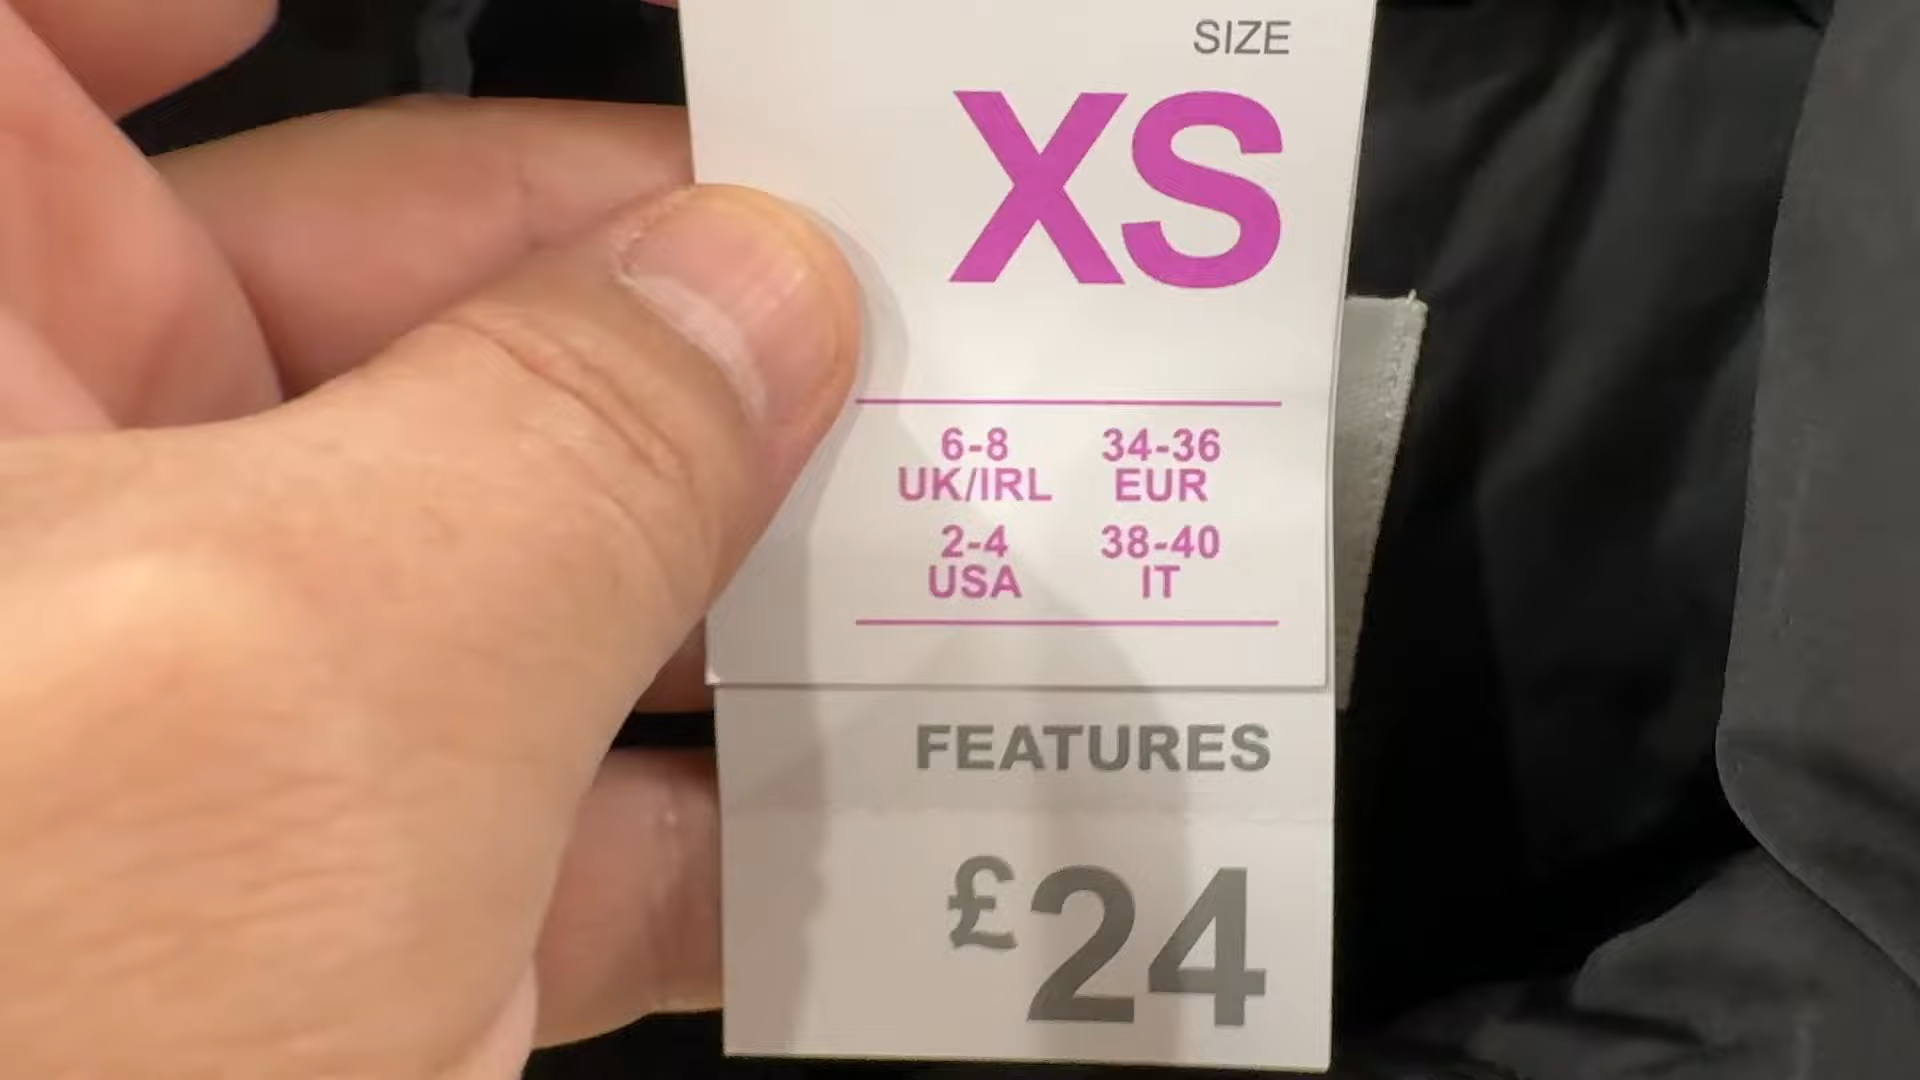 SIZE
XS
6-8 34-36
UK/IRL EUR
2-4 38-40
USA IT
FEATURES
£24